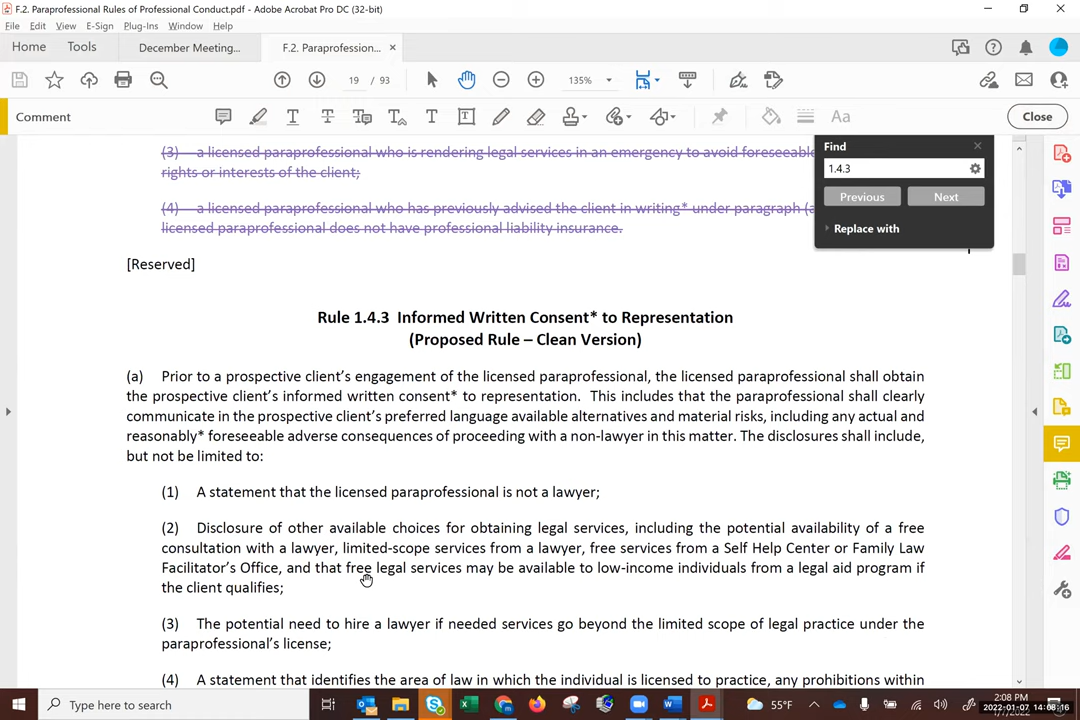 F.2. Paraprofessional Rules of Professional Conduct.pdf - Adobe Acrobat Pro DC (32-bit)
File Edit View E-Sign Plug-Ins Window Help
Home Tools December Meeting... F.2. Paraprofession... ×
19 / 93 135%
Comment Close
Find
1.4.3
Previous Next
Replace with
(3) a licensed paraprofessional who is rendering legal services in an emergency to avoid foreseeable
rights or interests of the client;
(4) a licensed paraprofessional who has previously advised the client in writing* under paragraph (a
licensed paraprofessional does not have professional liability insurance.
[Reserved]
Rule 1.4.3 Informed Written Consent* to Representation
(Proposed Rule – Clean Version)
(a) Prior to a prospective client's engagement of the licensed paraprofessional, the licensed paraprofessional shall obtain
the prospective client's informed written consent* to representation. This includes that the paraprofessional shall clearly
communicate in the prospective client's preferred language available alternatives and material risks, including any actual and
reasonably* foreseeable adverse consequences of proceeding with a non-lawyer in this matter. The disclosures shall include,
but not be limited to:
(1) A statement that the licensed paraprofessional is not a lawyer;
(2) Disclosure of other available choices for obtaining legal services, including the potential availability of a free
consultation with a lawyer, limited-scope services from a lawyer, free services from a Self Help Center or Family Law
Facilitator's Office, and that free legal services may be available to low-income individuals from a legal aid program if
the client qualifies;
(3) The potential need to hire a lawyer if needed services go beyond the limited scope of legal practice under the
paraprofessional's license;
(4) A statement that identifies the area of law in which the individual is licensed to practice, any prohibitions within
Type here to search
55°F
2:08 PM
2022-01-07 14:08:16